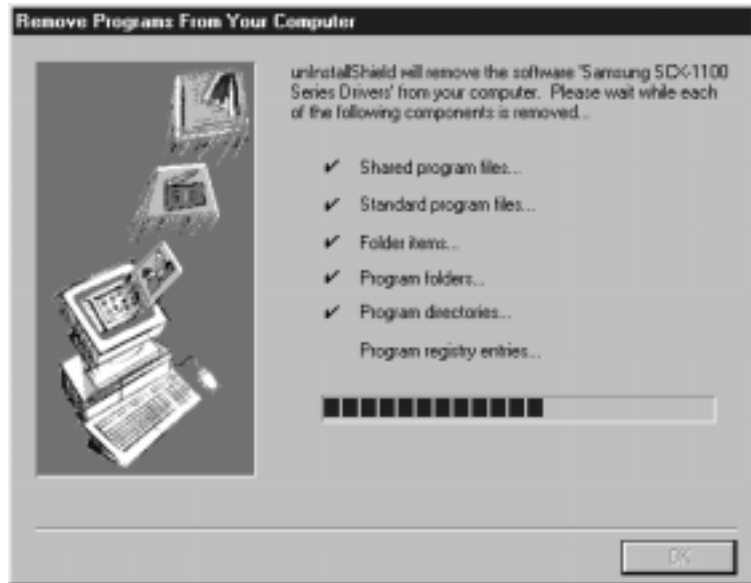 Remove Programs From Your Computer
unInstallShield will remove the software 'Samsung SCX-1100
Series Drivers' from your computer. Please wait while each
of the following components is removed...
✔ Shared program files...
✔ Standard program files...
✔ Folder items...
✔ Program folders...
✔ Program directories...
Program registry entries...
OK